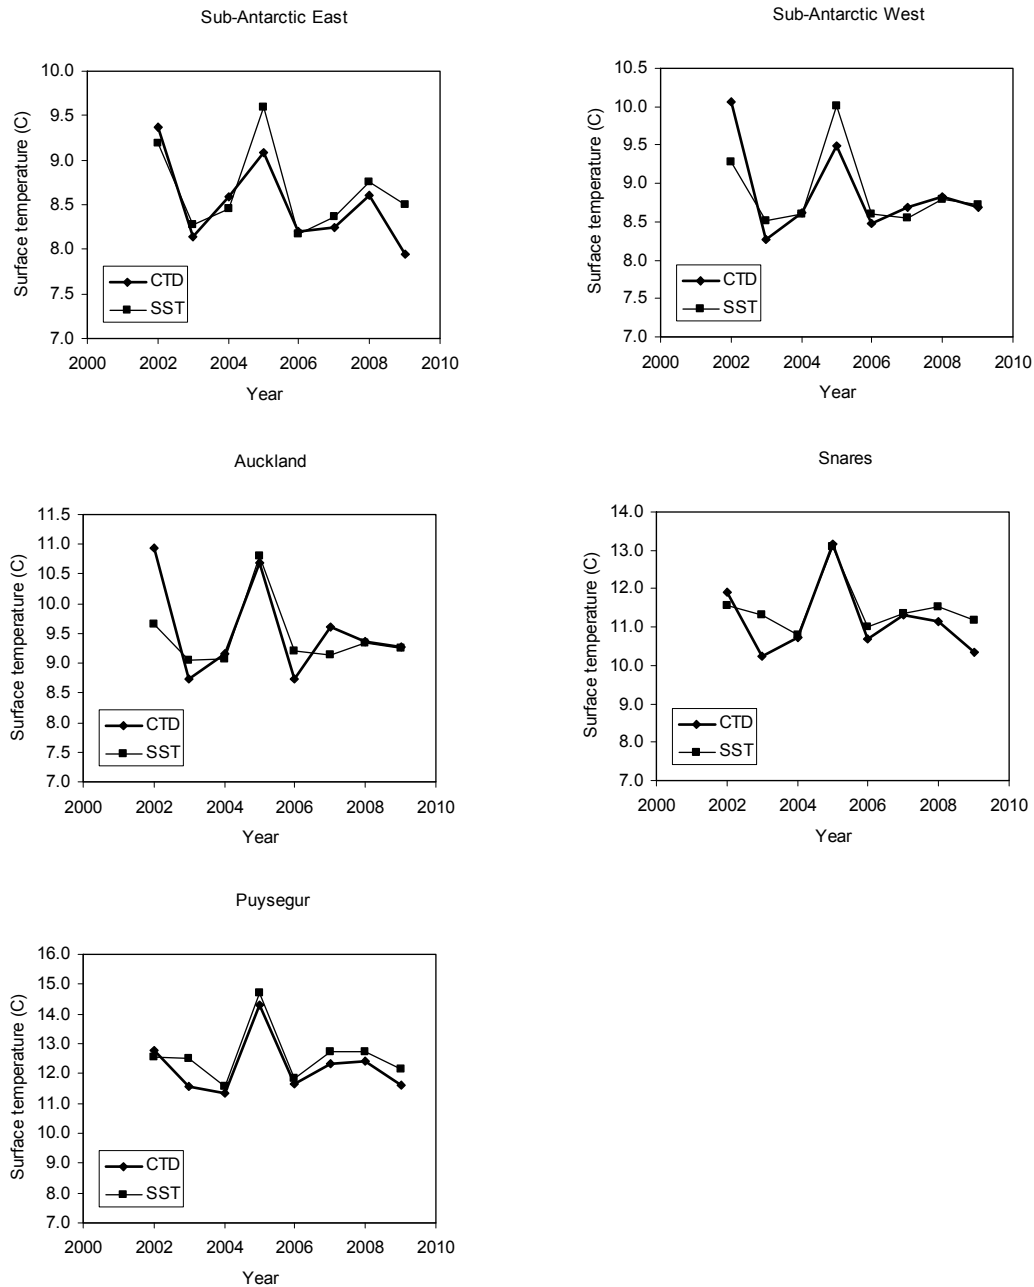 Sub-Antarctic East
10.0
9.5
9.0
8.5
8.0
7.5
7.0
Surface temperature (C)
CTD
SST
2000 2002 2004 2006 2008 2010
Year
Sub-Antarctic West
10.5
10.0
9.5
9.0
8.5
8.0
7.5
7.0
Surface temperature (C)
CTD
SST
2000 2002 2004 2006 2008 2010
Year
Auckland
11.5
11.0
10.5
10.0
9.5
9.0
8.5
8.0
7.5
7.0
Surface temperature (C)
CTD
SST
2000 2002 2004 2006 2008 2010
Year
Snares
14.0
13.0
12.0
11.0
10.0
9.0
8.0
7.0
Surface temperature (C)
CTD
SST
2000 2002 2004 2006 2008 2010
Year
Puysegur
16.0
15.0
14.0
13.0
12.0
11.0
10.0
9.0
8.0
7.0
Surface temperature (C)
CTD
SST
2000 2002 2004 2006 2008 2010
Year